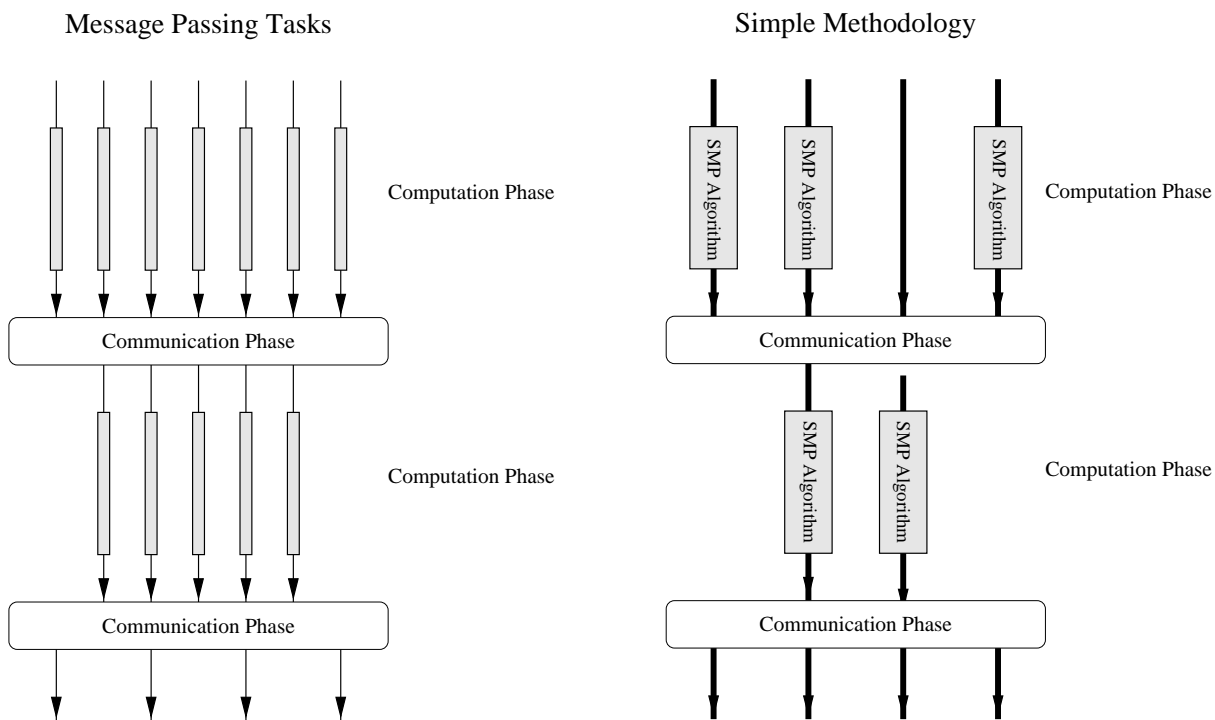 Message Passing Tasks
Simple Methodology
SMP Algorithm
SMP Algorithm
SMP Algorithm
Computation Phase
Computation Phase
Communication Phase
Communication Phase
SMP Algorithm
SMP Algorithm
Computation Phase
Computation Phase
Communication Phase
Communication Phase